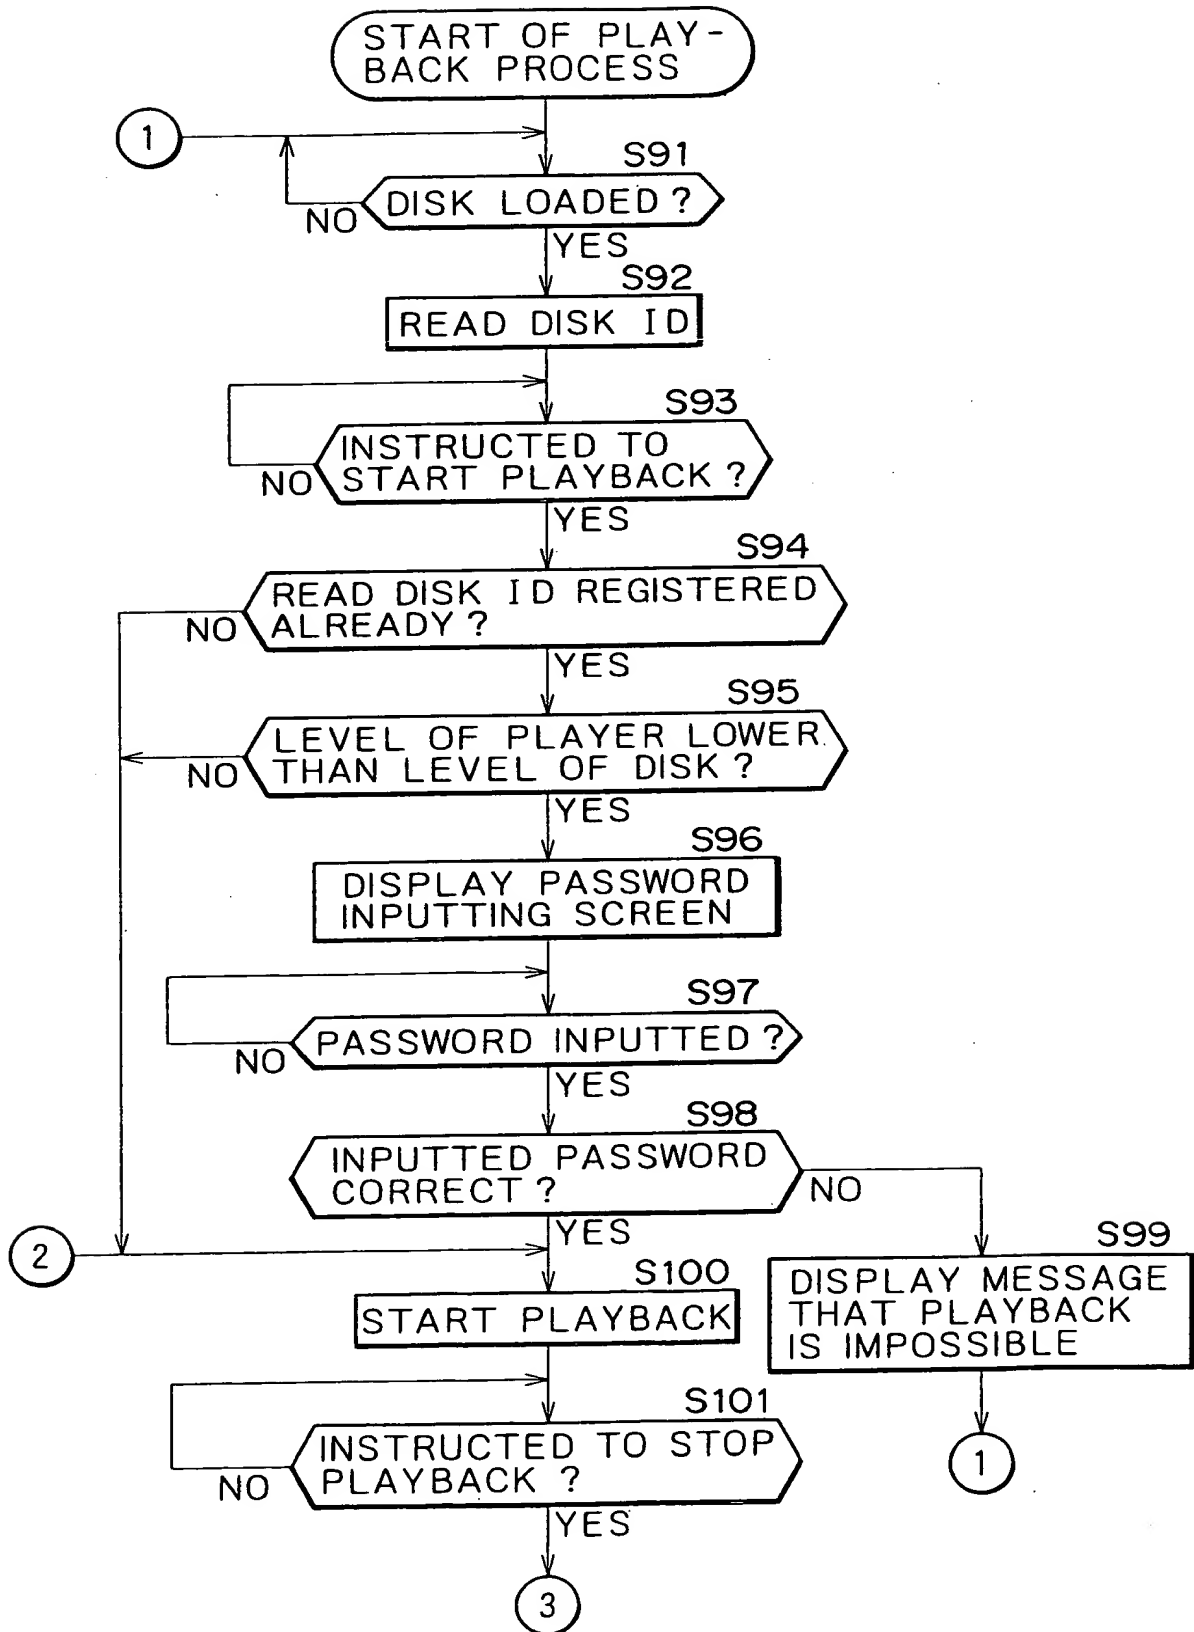 START OF PLAY-
BACK PROCESS
1
S91
DISK LOADED ?
NO
YES
S92
READ DISK ID
S93
INSTRUCTED TO
START PLAYBACK ?
NO
YES
S94
READ DISK ID REGISTERED
ALREADY ?
NO
YES
S95
LEVEL OF PLAYER LOWER
THAN LEVEL OF DISK ?
NO
YES
S96
DISPLAY PASSWORD
INPUTTING SCREEN
S97
PASSWORD INPUTTED ?
NO
YES
S98
INPUTTED PASSWORD
CORRECT ?
NO
YES
2
S99
DISPLAY MESSAGE
THAT PLAYBACK
IS IMPOSSIBLE
S100
START PLAYBACK
S101
INSTRUCTED TO STOP
PLAYBACK ?
NO
1
YES
3